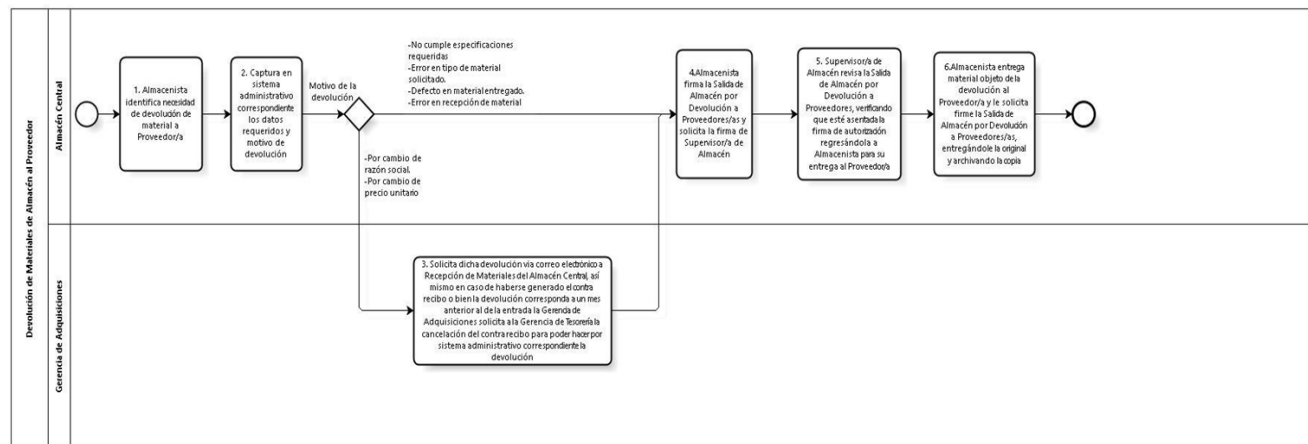 Devolución de Materiales de Almacén al Proveedor
Almacén Central
1. Almacenista
identifica necesidad
de devolución de
material a
Proveedor/a
2. Captura en
sistema
administrativo
correspondiente
los datos
requeridos y
motivo de
devolución
Motivo de la
devolución
-No cumple especificaciones
requeridas
-Error en tipo de material
solicitado.
-Defecto en material entregado.
-Error en recepción de material
-Por cambio de
razón social.
-Por cambio de
precio unitario
4.Almacenista
firma la Salida de
Almacén por
Devolución a
Proveedores/as y
solicita la firma de
Supervisor/a de
Almacén
5. Supervisor/a de
Almacén revisa la Salida
de Almacén por
Devolución a
Proveedores, verificando
que esté asentada la
firma de autorización
regresándola a
Almacenista para su
entrega al Proveedor/a
6.Almacenista entrega
material objeto de la
devolución al
Proveedor/a y le solicita
firme la Salida de
Almacén por Devolución
a Proveedores/as,
entregándole la original
y archivando la copia
Gerencia de Adquisiciones
3. Solicita dicha devolución via correo electrónico a
Recepción de Materiales del Almacén Central, así
mismo en caso de haberse generado el contra
recibo o bien la devolución corresponda a un mes
anterior al de la entrada la Gerencia de
Adquisiciones solicita a la Gerencia de Tesorería la
cancelación del contra recibo para poder hacer por
sistema administrativo correspondiente la
devolución